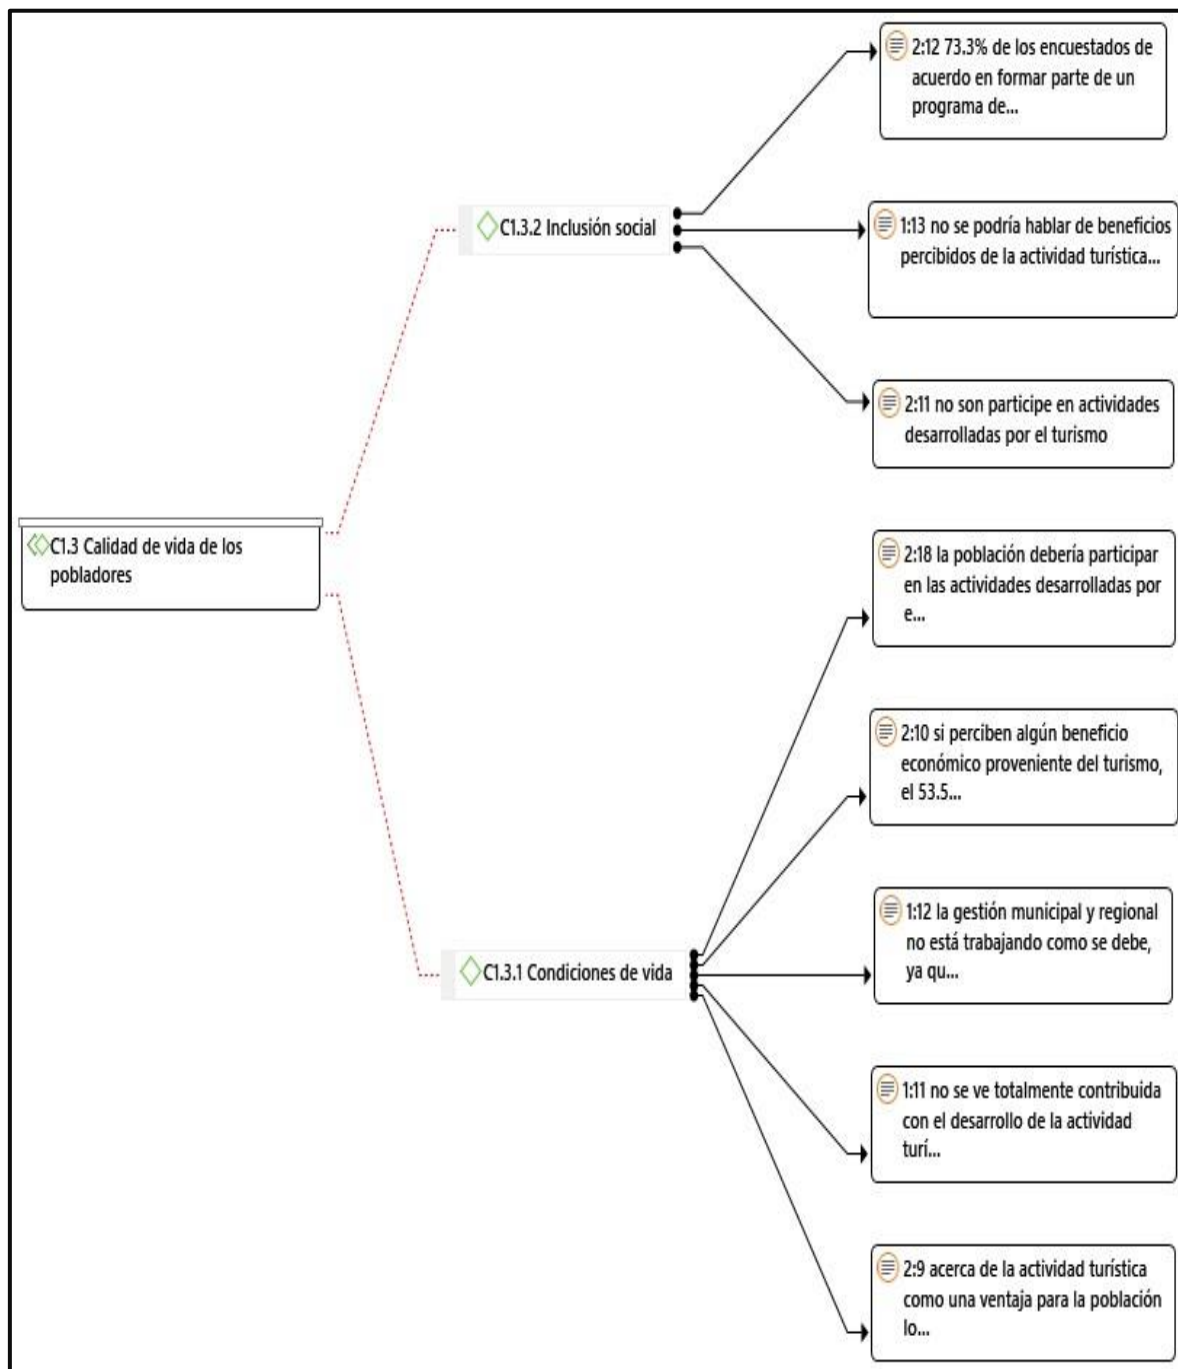 C1.3 Calidad de vida de los
pobladores
C1.3.2 Inclusión social
2:12 73.3% de los encuestados de
acuerdo en formar parte de un
programa de...
1:13 no se podría hablar de beneficios
percibidos de la actividad turística...
2:11 no son participe en actividades
desarrolladas por el turismo
C1.3.1 Condiciones de vida
2:18 la población debería participar
en las actividades desarrolladas por
e...
2:10 si perciben algún beneficio
económico proveniente del turismo,
el 53.5...
1:12 la gestión municipal y regional
no está trabajando como se debe,
ya qu...
1:11 no se ve totalmente contribuida
con el desarrollo de la actividad
turí...
2:9 acerca de la actividad turística
como una ventaja para la población
lo...